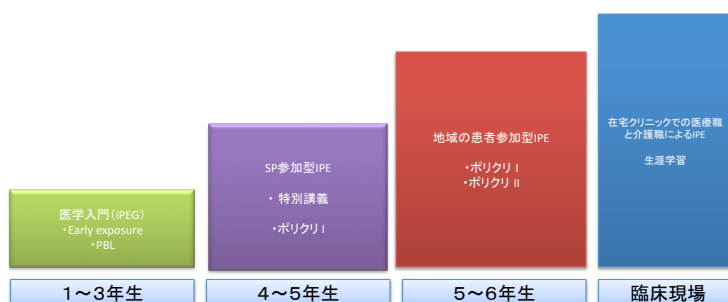 医学入門（iPEG）
・Early exposure
・PBL
SP参加型IPE
・ 特別講義
・ポリクリ I
地域の患者参加型IPE
・ポリクリ I
・ポリクリ II
在宅クリニックでの医療職
と介護職によるIPE
生涯学習
１〜３年生
４〜５年生
５〜６年生
臨床現場